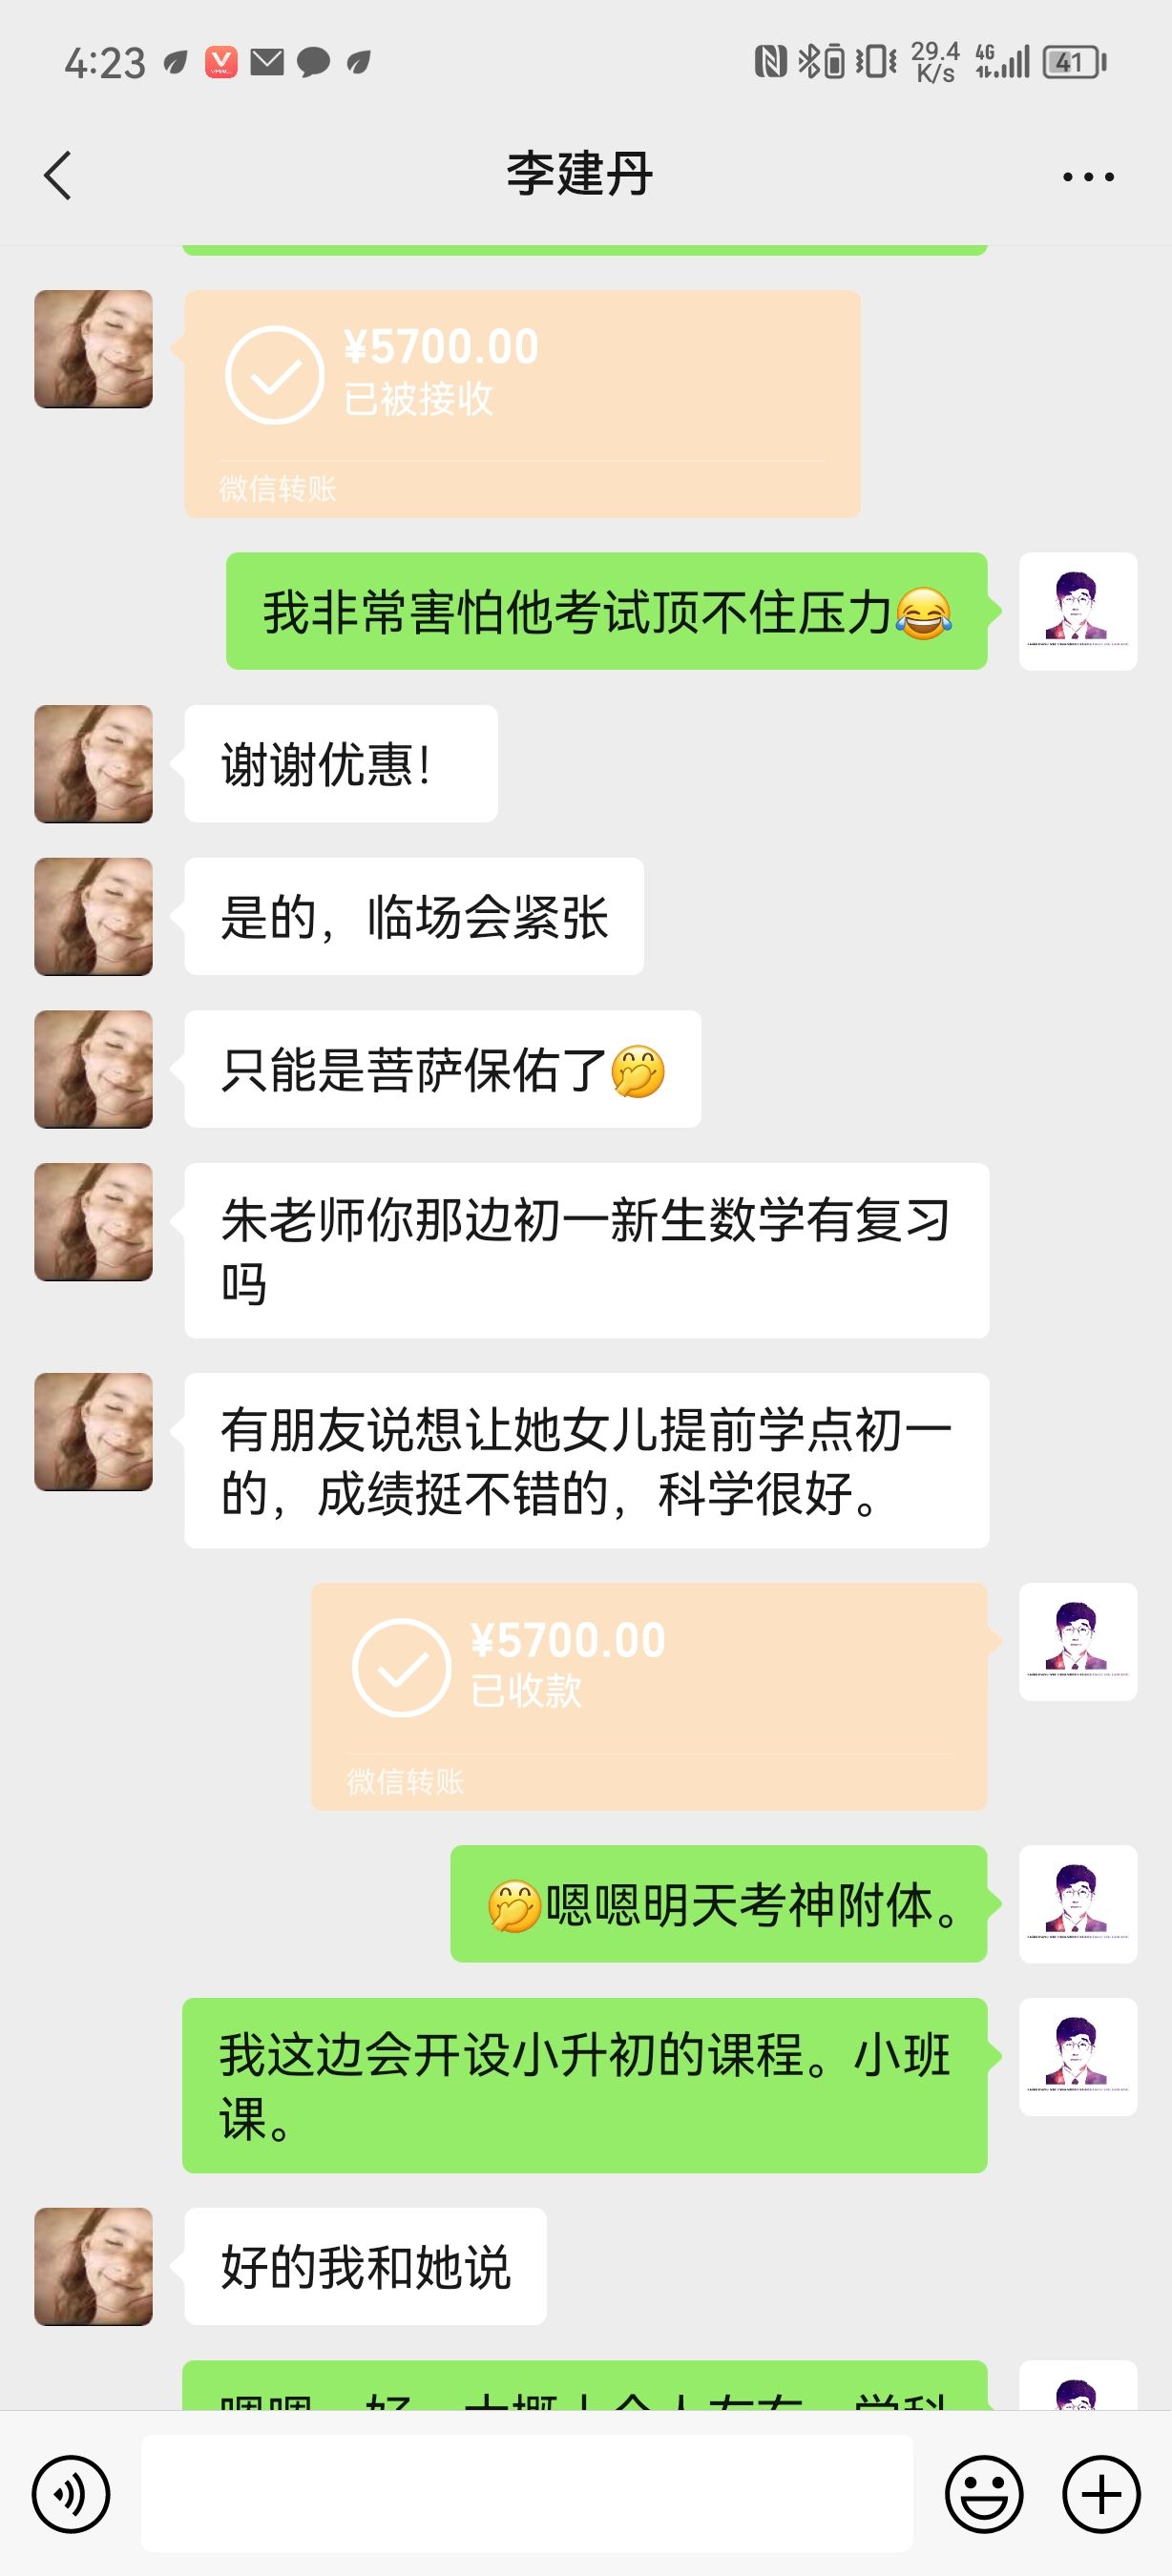 4:23
29.4
K/s
4G
41
李建丹
¥5700.00
已被接收
微信转账
我非常害怕他考试顶不住压力😂
谢谢优惠!
是的，临场会紧张
只能是菩萨保佑了🤭
朱老师你那边初一新生数学有复习
吗
有朋友说想让她女儿提前学点初一
的，成绩挺不错的，科学很好。
¥5700.00
已收款
微信转账
🤭嗯嗯明天考神附体。
我这边会开设小升初的课程。小班
课。
好的我和她说